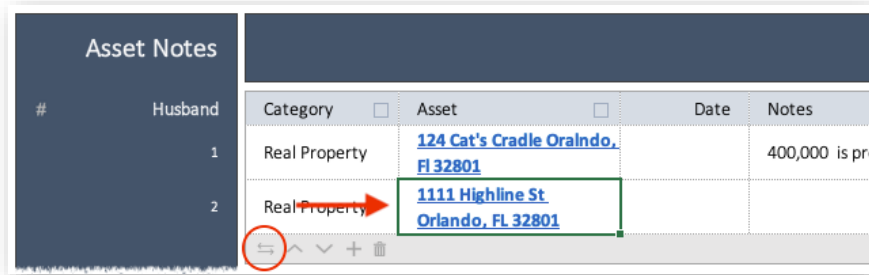 Asset Notes
# Husband Category Asset Date Notes
1 Real Property 124 Cat's Cradle Oralndo, Fl 32801 400,000 is pr
2 Real Property 1111 Highline St Orlando, FL 32801